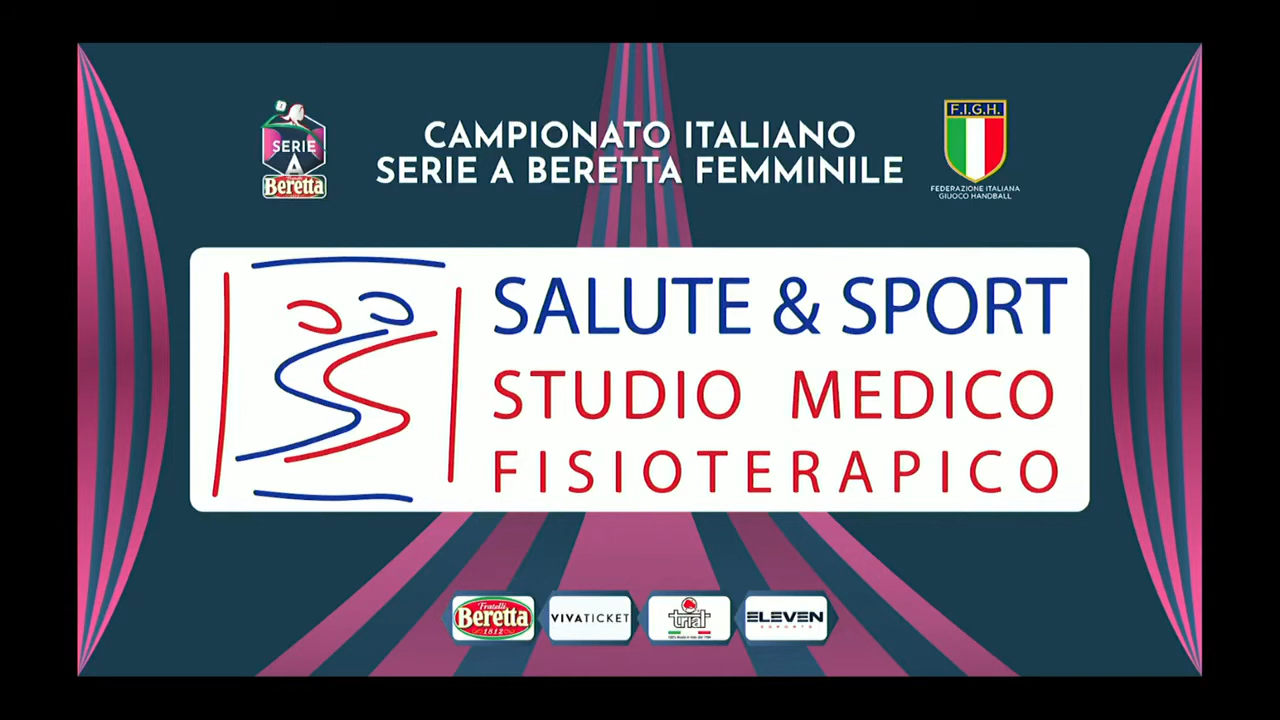 CAMPIONATO ITALIANO
SERIE A BERETTA FEMMINILE
SERIE
A
Beretta
F.I.G.H.
FEDERAZIONE ITALIANA
GIUOCO HANDBALL
SALUTE & SPORT
STUDIO MEDICO
FISIOTERAPICO
Fratelli
Beretta
1812
VIVATICKET
trial
ELEVEN
SPORTS